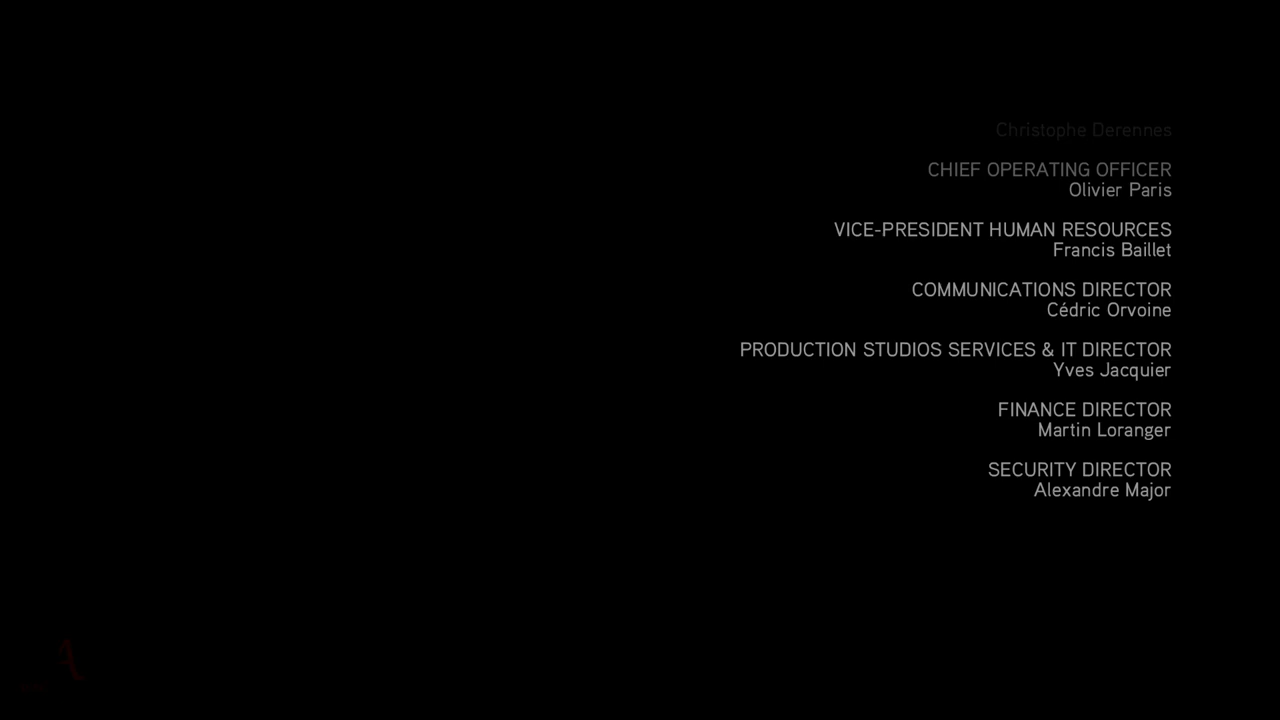 Christophe Derennes
CHIEF OPERATING OFFICER
Olivier Paris
VICE-PRESIDENT HUMAN RESOURCES
Francis Baillet
COMMUNICATIONS DIRECTOR
Cédric Orvoine
PRODUCTION STUDIOS SERVICES & IT DIRECTOR
Yves Jacquier
FINANCE DIRECTOR
Martin Loranger
SECURITY DIRECTOR
Alexandre Major